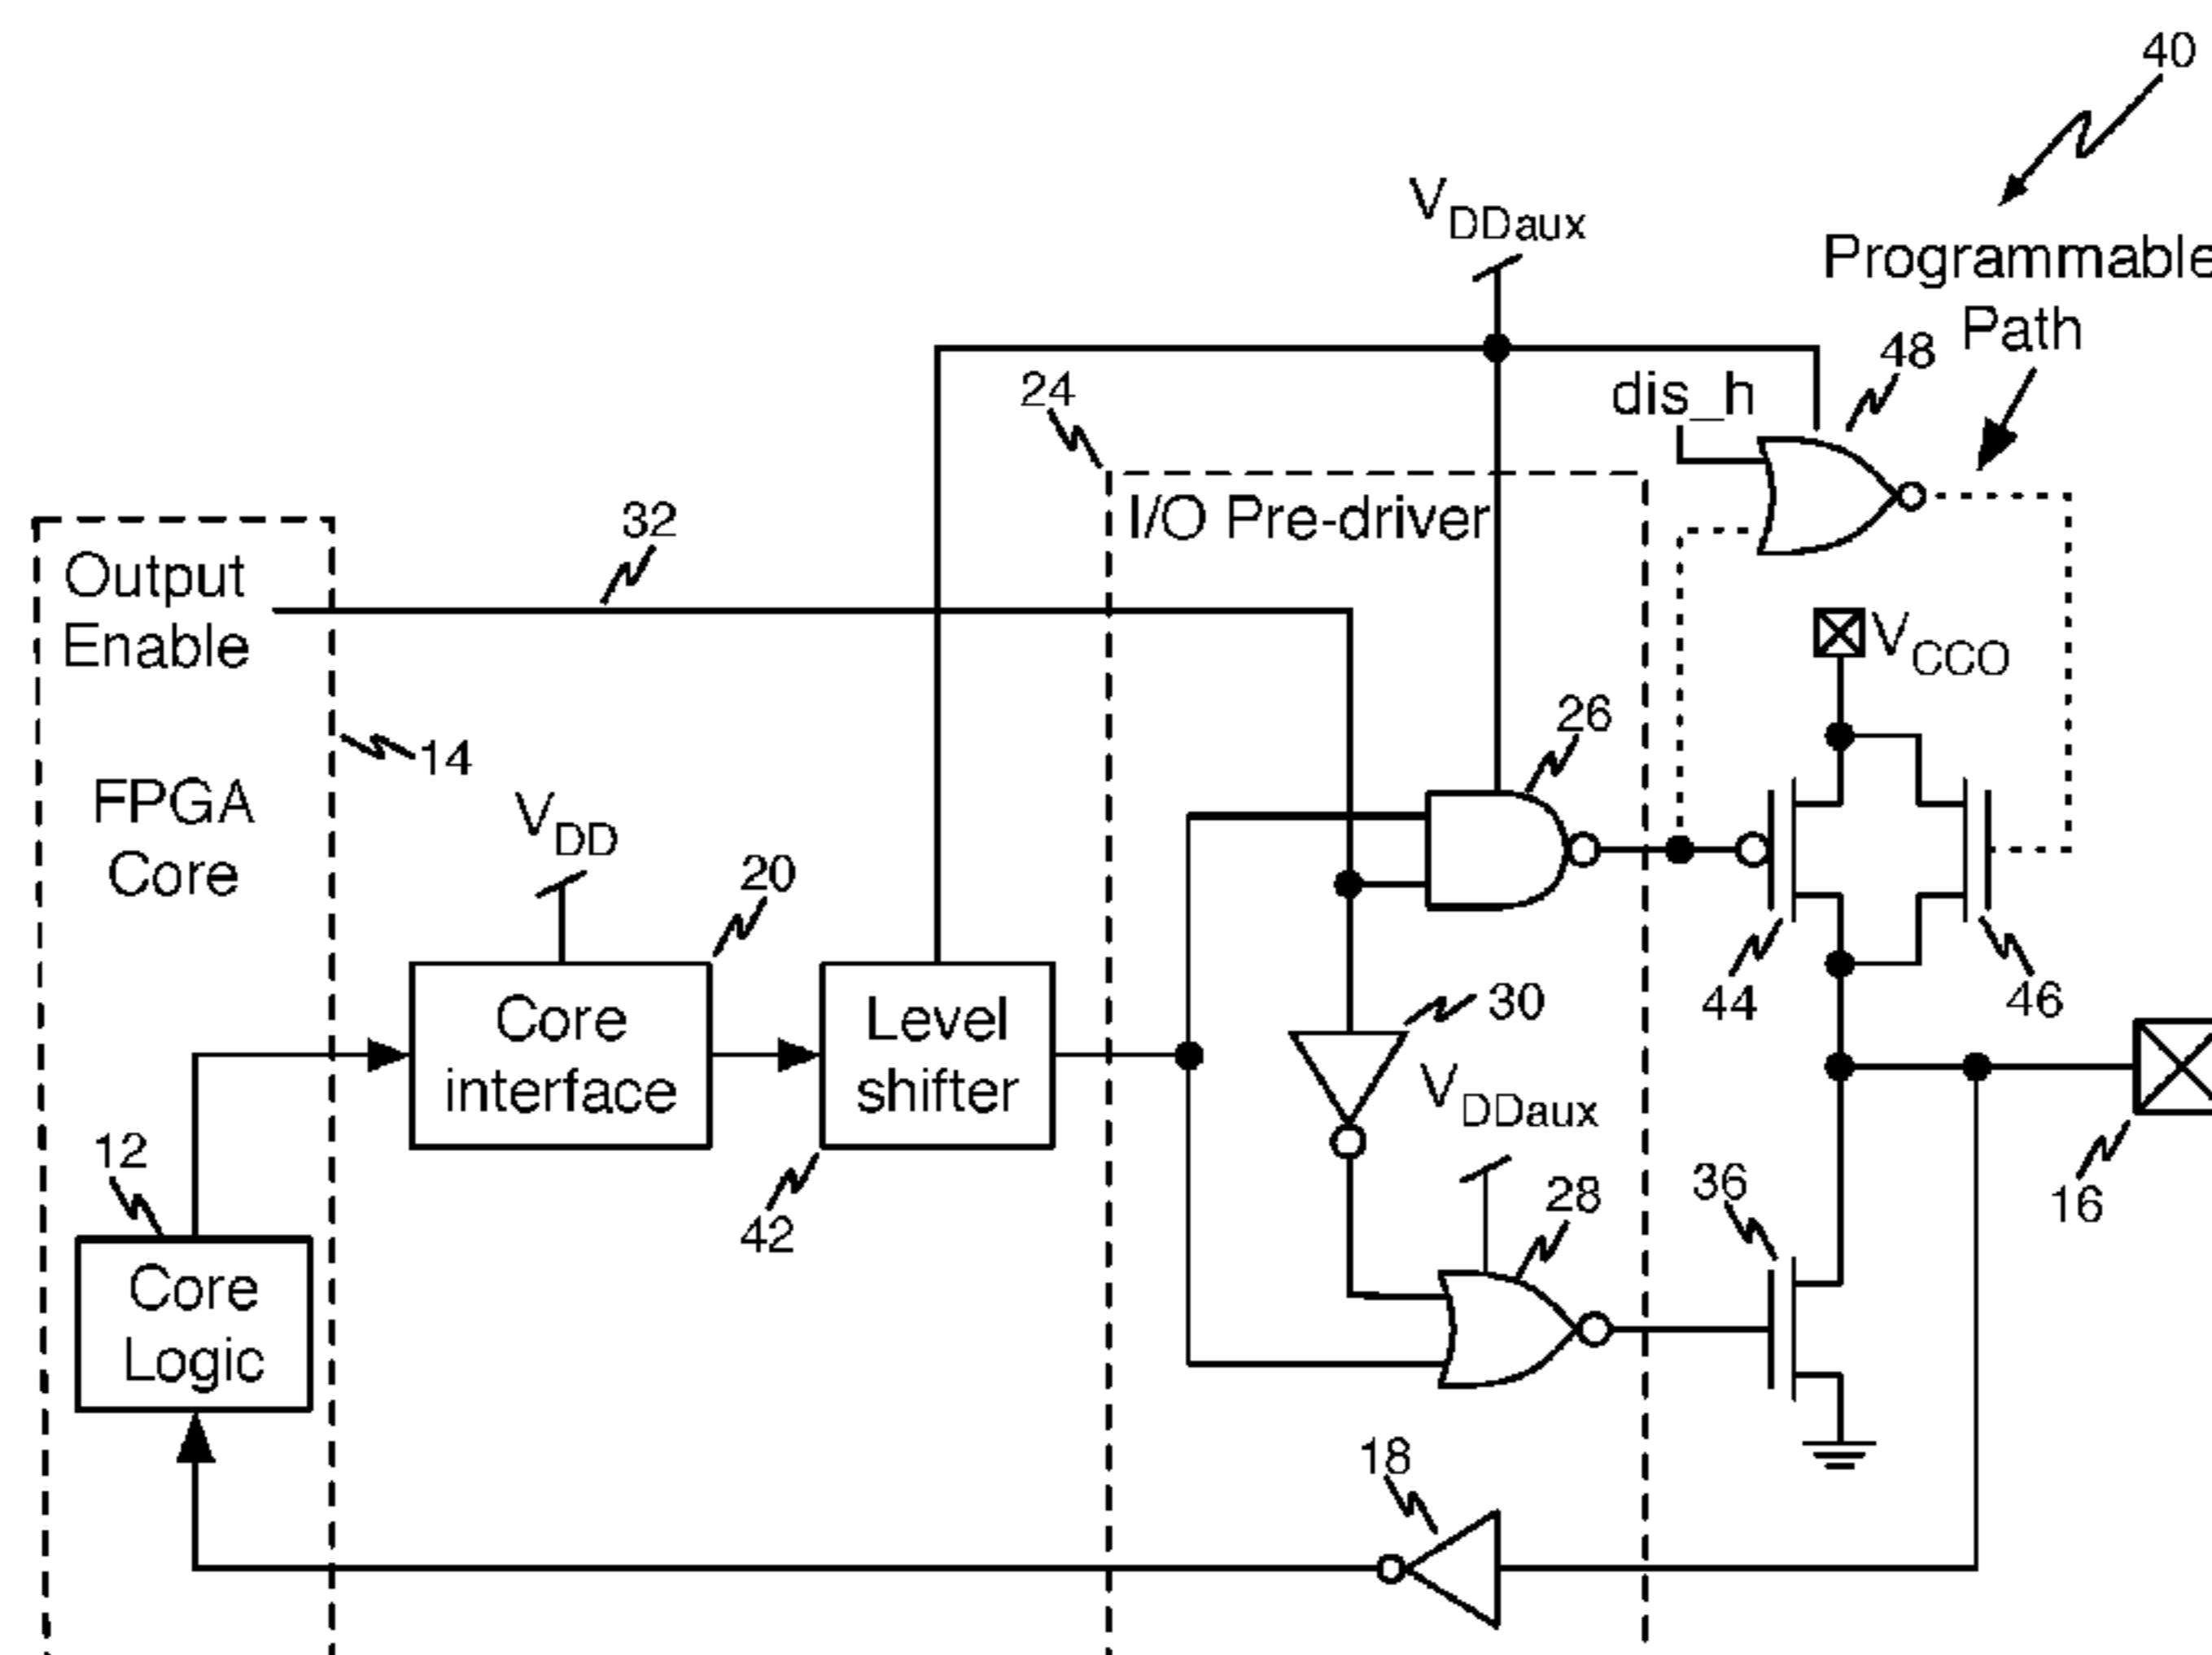 40
V DDaux
Programmable
Path
48
dis_h
24
I/O Pre-driver
32
Output
Enable
V CCO
26
14
FPGA
Core
V DD
20
Core
interface
Level
shifter
42
30
44
46
V DDaux
12
Core
Logic
28
36
16
18